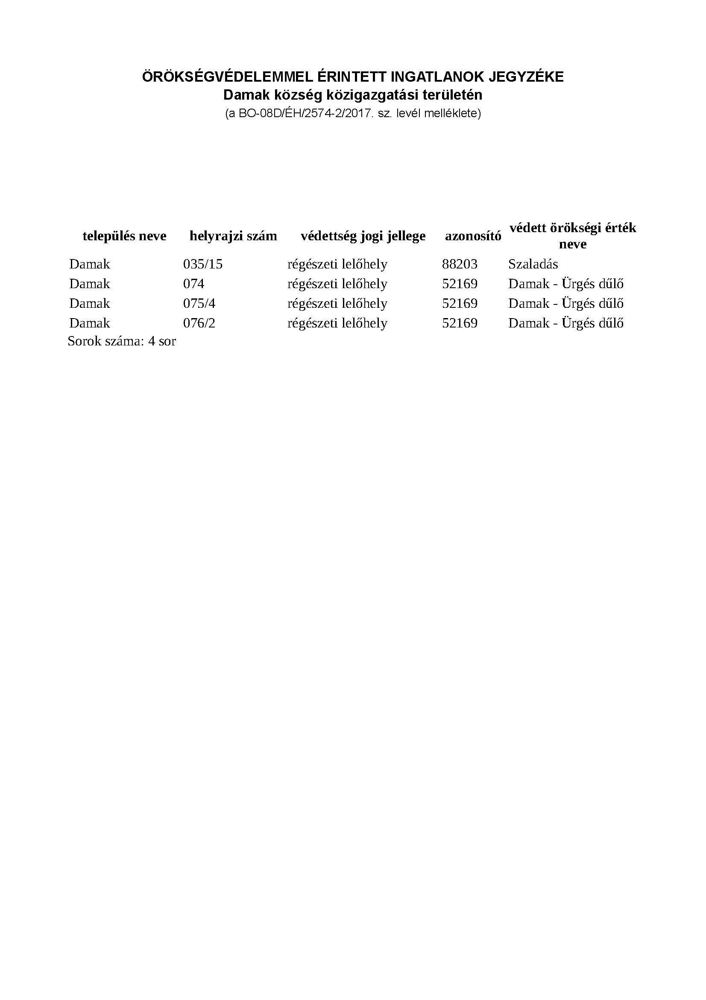 ÖRÖKSÉGVÉDELEMMEL ÉRINTETT INGATLANOK JEGYZÉKE
Damak község közigazgatási területén
(a BO-08D/ÉH/2574-2/2017. sz. levél melléklete)
település neve helyrajzi szám védettség jogi jellege azonosító védett örökségi érték
neve
Damak 035/15 régészeti lelőhely 88203 Szaladás
Damak 074 régészeti lelőhely 52169 Damak - Ürgés dűlő
Damak 075/4 régészeti lelőhely 52169 Damak - Ürgés dűlő
Damak 076/2 régészeti lelőhely 52169 Damak - Ürgés dűlő
Sorok száma: 4 sor